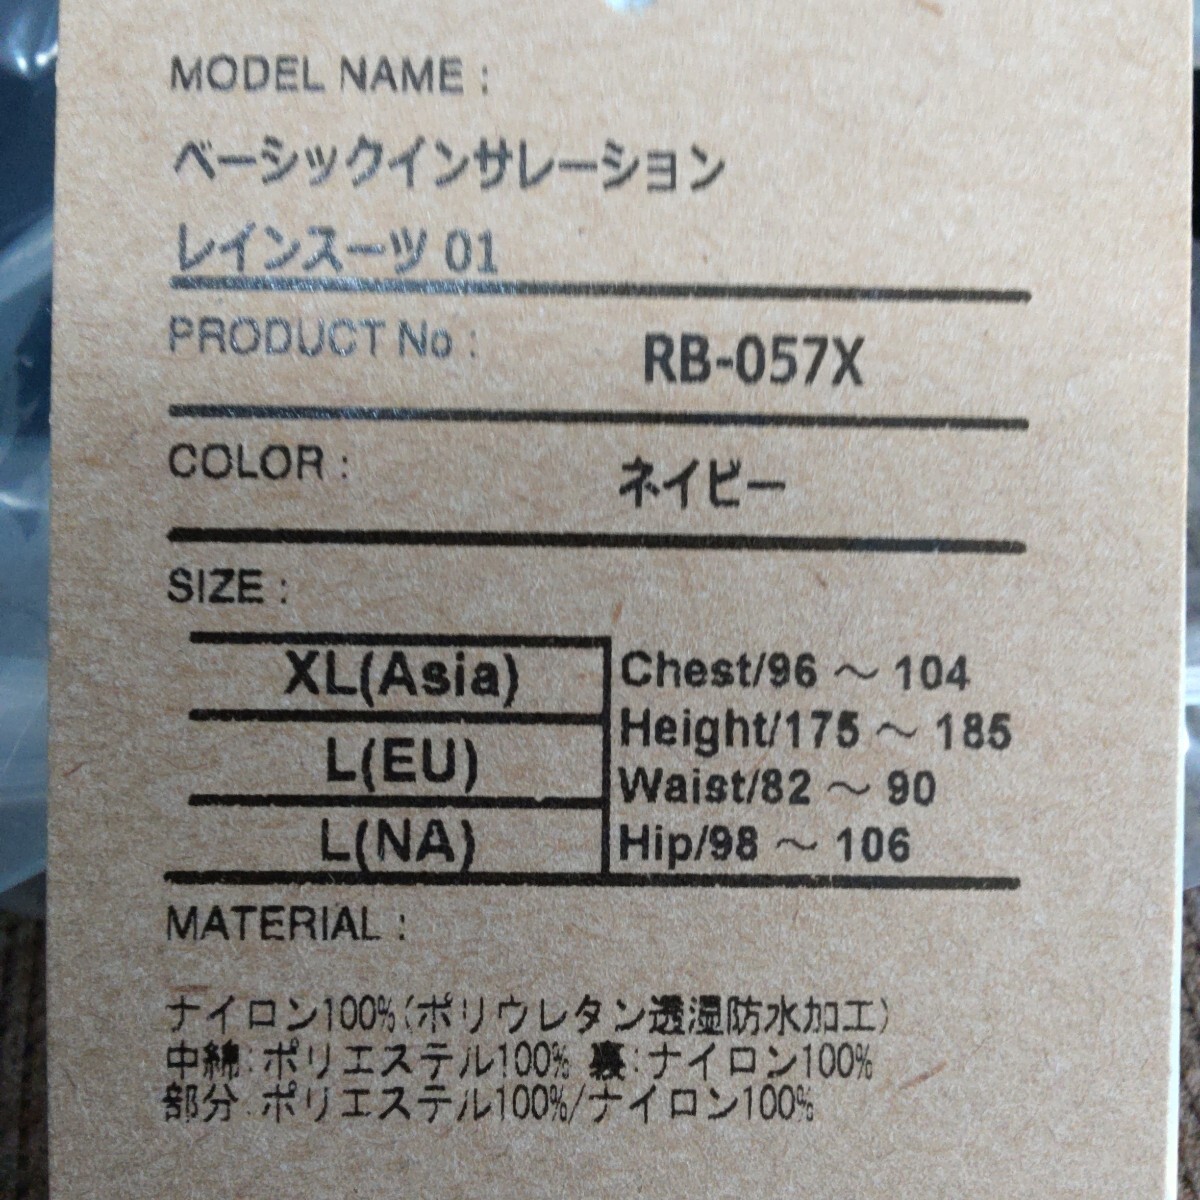 MODEL NAME :
ベーシックインサレーション
レインスーツ 01
PRODUCT No : RB-057X
COLOR : ネイビー
SIZE :
XL(Asia)
L(EU)
L(NA)
Chest/96 ～ 104
Height/175 ～ 185
Waist/82 ～ 90
Hip/98 ～ 106
MATERIAL :
ナイロン100%(ポリウレタン透湿防水加工)
中綿:ポリエステル100% 裏:ナイロン100%
部分:ポリエステル100%/ナイロン100%